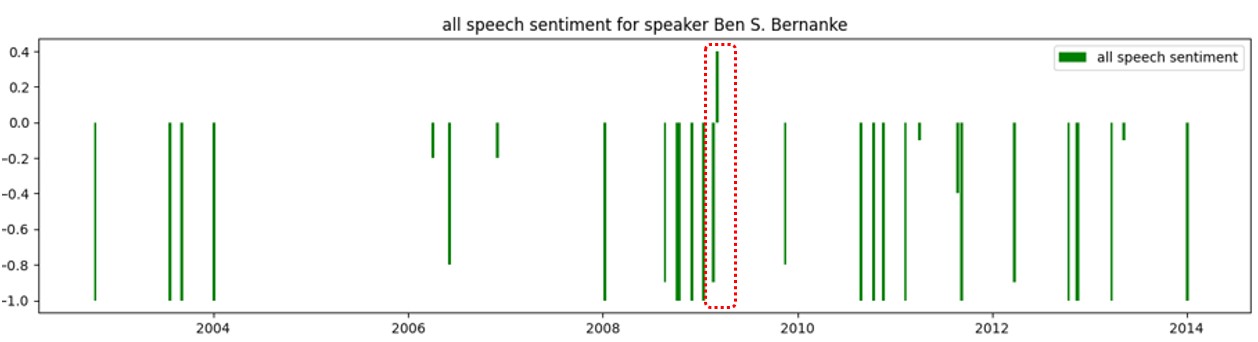 all speech sentiment for speaker Ben S. Bernanke
0.4
all speech sentiment
0.2
0.0
-0.2
-0.4
-0.6
-0.8
-1.0
2004 2006 2008 2010 2012 2014